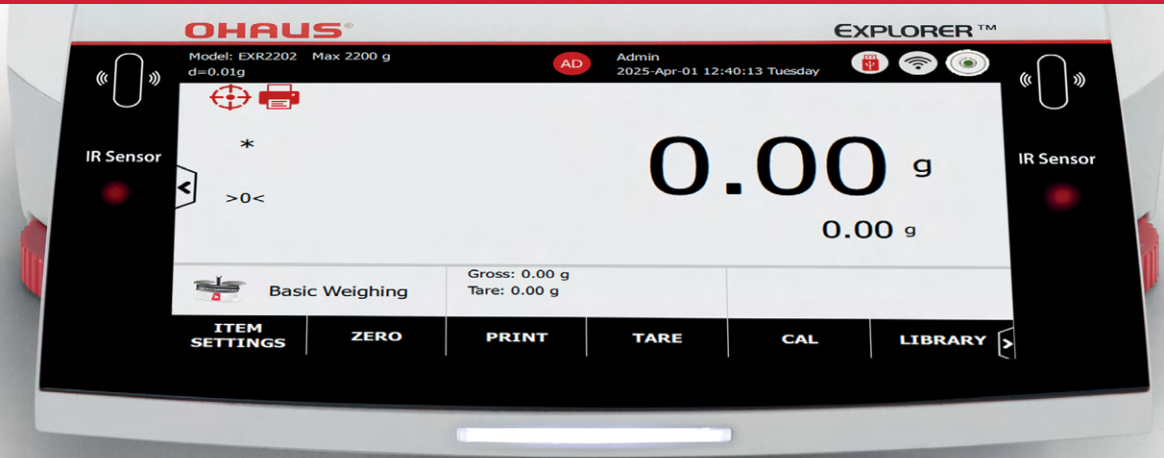 OHAUS®
EXPLORER™
Model: EXR2202 Max 2200 g
d=0.01g
AD
Admin
2025-Apr-01 12:40:13 Tuesday
IR Sensor
IR Sensor
*
0.00 g
>0<
0.00 g
Basic Weighing
Gross: 0.00 g
Tare: 0.00 g
ITEM
SETTINGS
ZERO
PRINT
TARE
CAL
LIBRARY